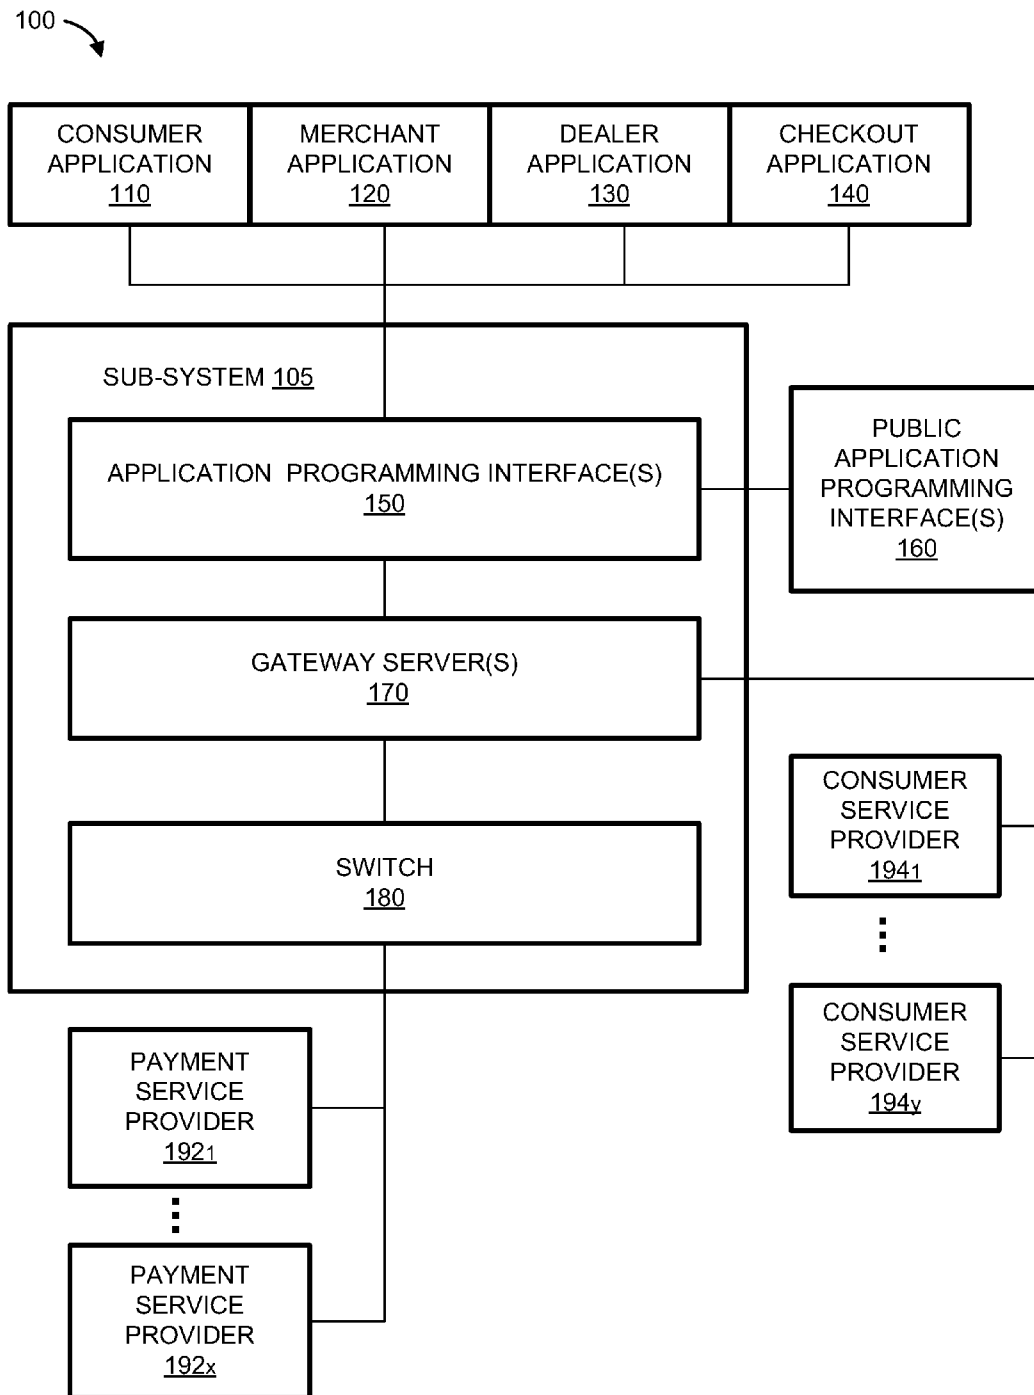 100
CONSUMER
APPLICATION
110
MERCHANT
APPLICATION
120
DEALER
APPLICATION
130
CHECKOUT
APPLICATION
140
SUB-SYSTEM 105
APPLICATION PROGRAMMING INTERFACE(S)
150
PUBLIC
APPLICATION
PROGRAMMING
INTERFACE(S)
160
GATEWAY SERVER(S)
170
SWITCH
180
CONSUMER
SERVICE
PROVIDER
1941
CONSUMER
SERVICE
PROVIDER
194y
PAYMENT
SERVICE
PROVIDER
1921
PAYMENT
SERVICE
PROVIDER
192x